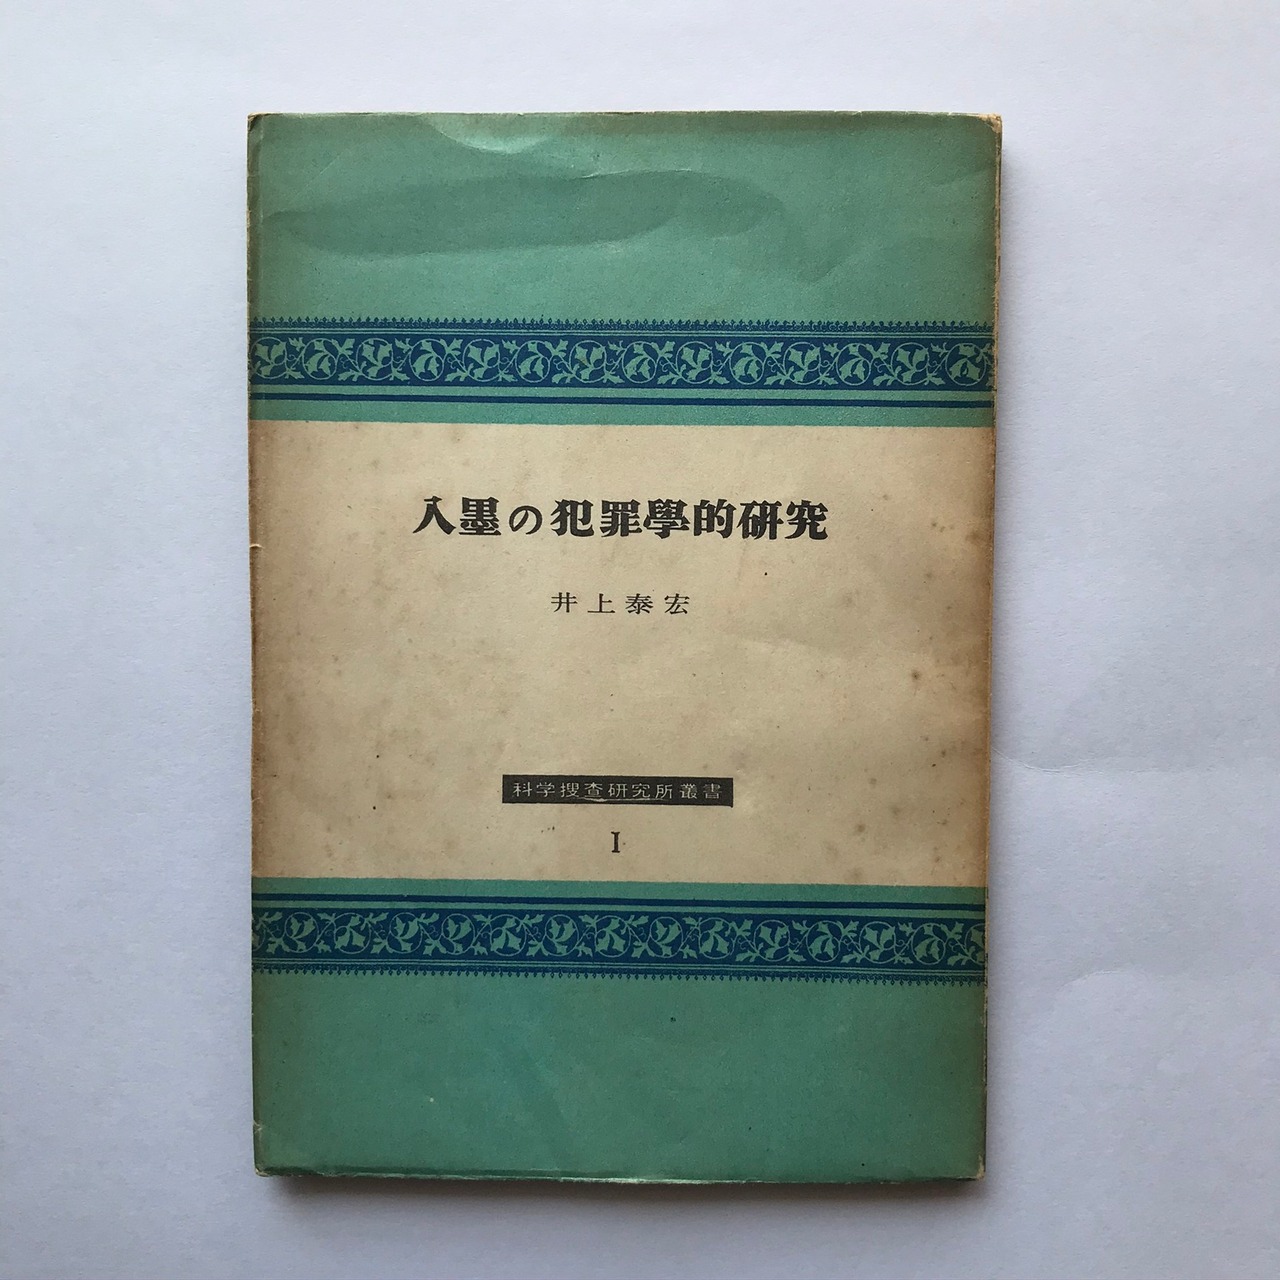 入墨の犯罪學的研究
井上泰宏
科学捜査研究所叢書
I